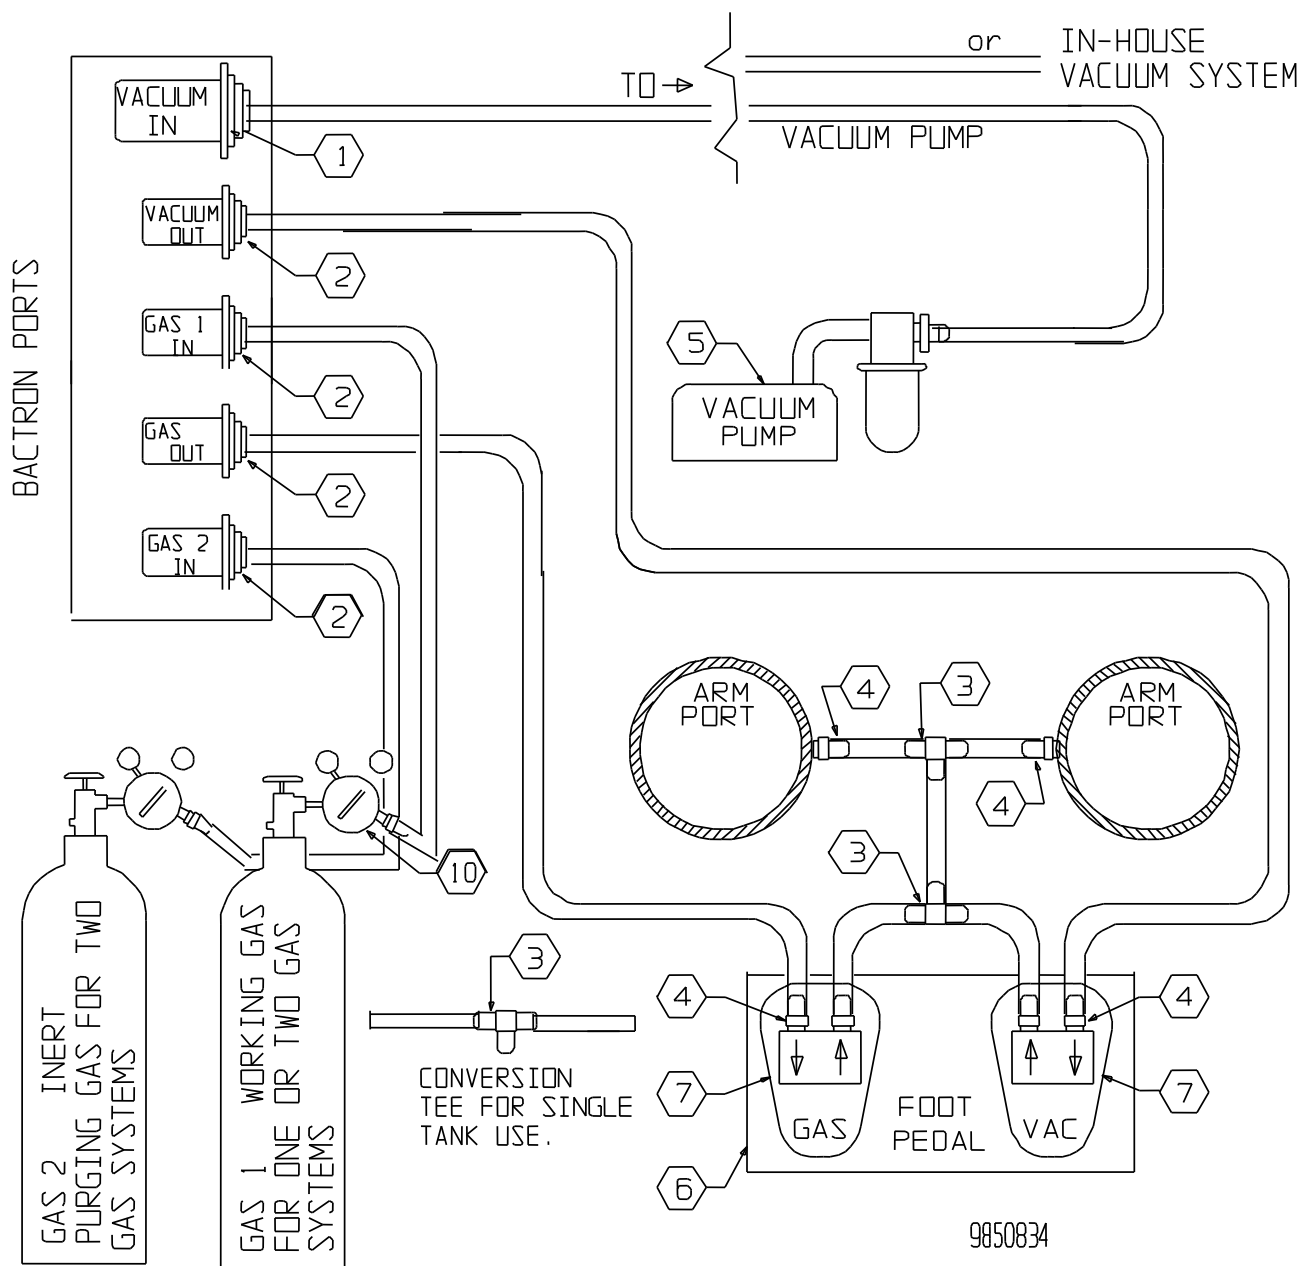 or IN-HOUSE
VACUUM SYSTEM
TO
VACUUM PUMP
BACTRON PORTS
VACUUM
IN
1
VACUUM
OUT
2
GAS 1
IN
2
GAS
OUT
2
GAS 2
IN
2
5
VACUUM
PUMP
ARM
PORT
4
3
ARM
PORT
4
3
10
3
CONVERSION
TEE FOR SINGLE
TANK USE.
GAS 2 INERT
PURGING GAS FOR TWO
GAS SYSTEMS
GAS 1 WORKING GAS
FOR ONE OR TWO GAS
SYSTEMS
4
4
7
7
GAS
FOOT
PEDAL
VAC
6
9850834